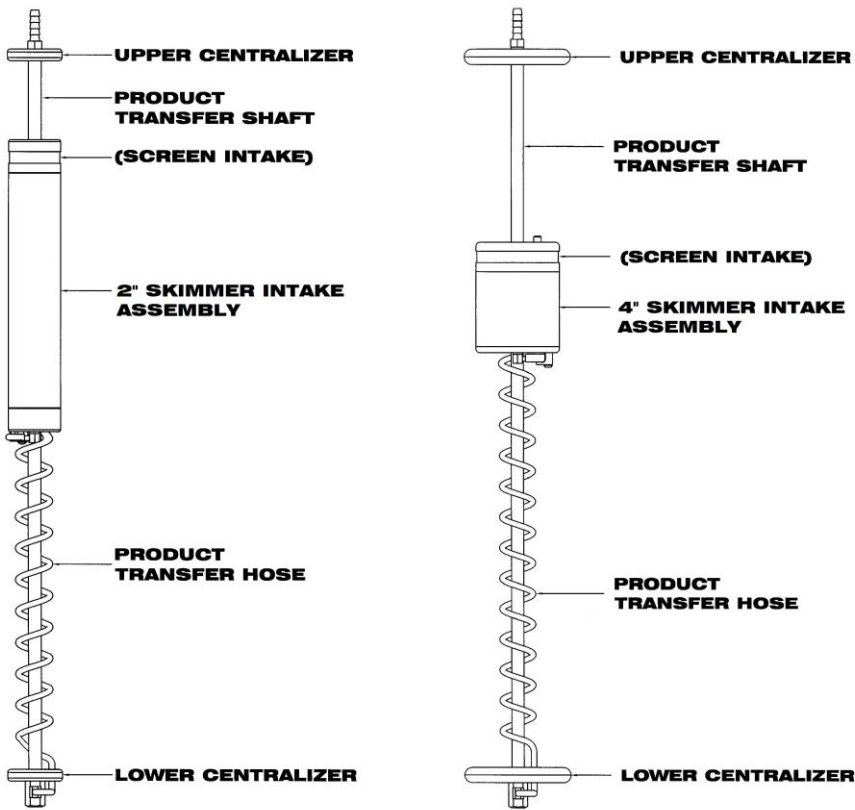 UPPER CENTRALIZER
PRODUCT
TRANSFER SHAFT
(SCREEN INTAKE)
2" SKIMMER INTAKE
ASSEMBLY
PRODUCT
TRANSFER HOSE
LOWER CENTRALIZER
UPPER CENTRALIZER
PRODUCT
TRANSFER SHAFT
(SCREEN INTAKE)
4" SKIMMER INTAKE
ASSEMBLY
PRODUCT
TRANSFER HOSE
LOWER CENTRALIZER